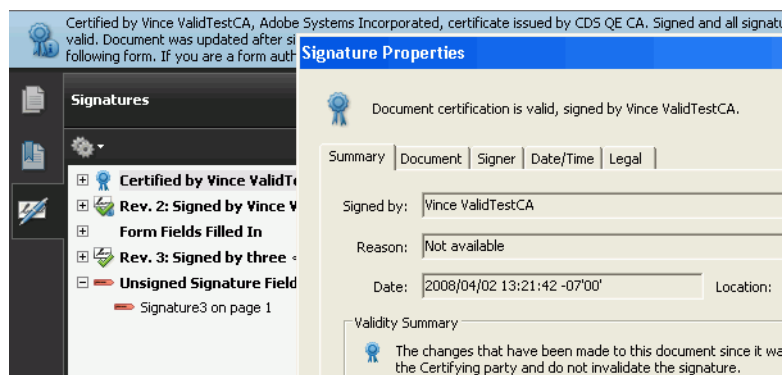 Certified by Vince ValidTestCA, Adobe Systems Incorporated, certificate issued by CDS QE CA. Signed and all
valid. Document was updated after
following form. If you are a form
Signature Properties
Signatures
Document certification is valid, signed by Vince ValidTestCA.
Summary Document Signer Date/Time Legal
Certified by Vince
Signed by: Vince ValidTestCA
Rev. 2: Signed by Vince
Form Fields Filled In
Reason: Not available
Rev. 3: Signed by three
Date: 2008/04/02 13:21:42 -07'00' Location:
Unsigned Signature Field
Signature3 on page 1
Validity Summary
The changes that have been made to this document since it
the Certifying party and do not invalidate the signature.